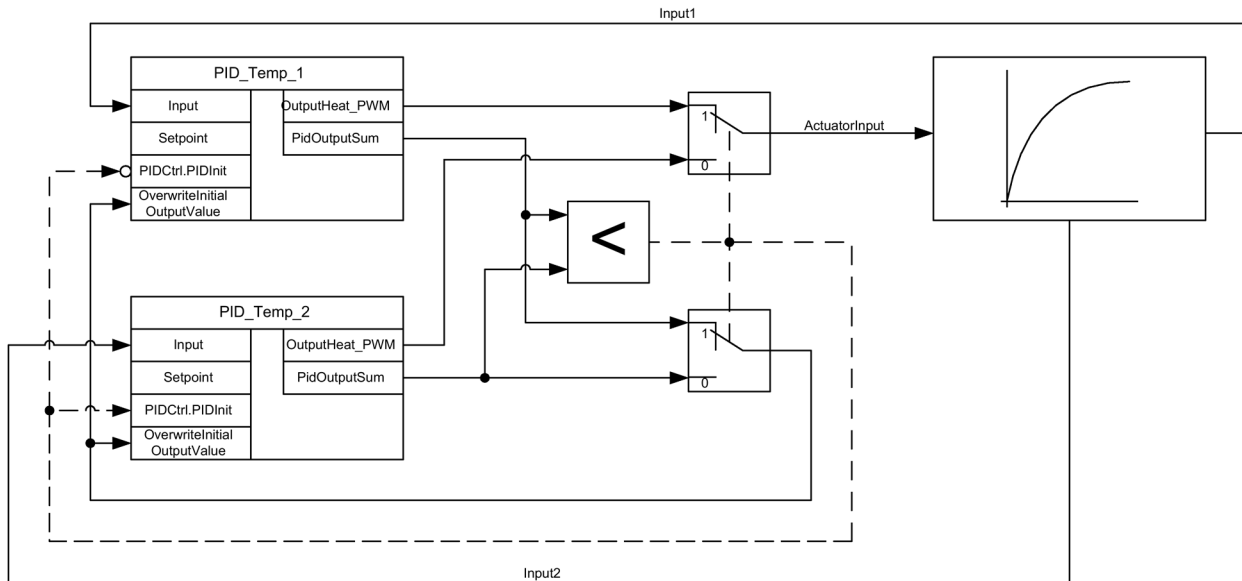 Input1
PID_Temp_1
Input
OutputHeat_PWM
Setpoint
PidOutputSum
PIDCtrl.PIDInit
OverwriteInitial
OutputValue
1
0
ActuatorInput
<
PID_Temp_2
Input
OutputHeat_PWM
Setpoint
PidOutputSum
PIDCtrl.PIDInit
OverwriteInitial
OutputValue
1
0
Input2